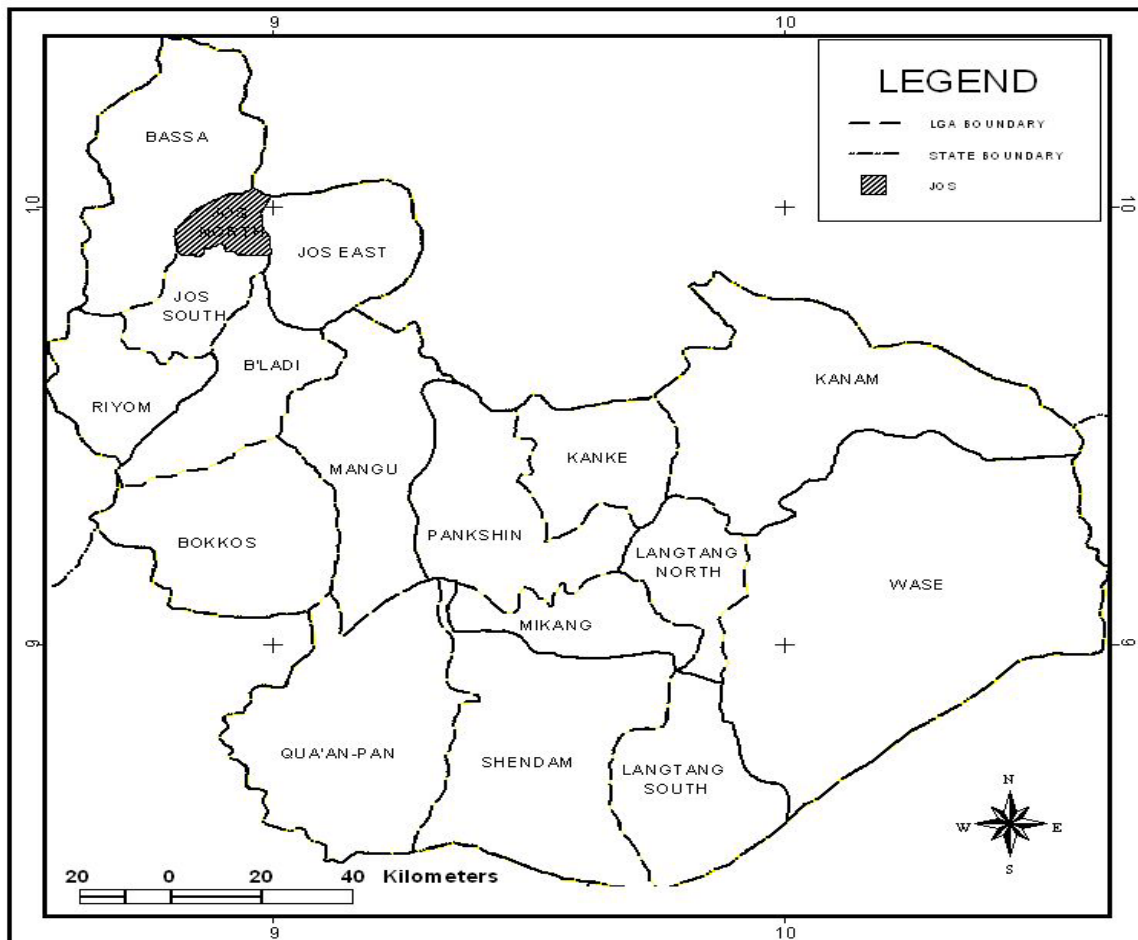 9 10
LEGEND
LGA BOUNDARY
STATE BOUNDARY
JOS
BASSA
10 10
JOS
NORTH
JOS EAST
JOS
SOUTH
B'LADI
KANAM
RIYOM
KANKE
MANGU
PANKSHIN
BOKKOS
LANGTANG
NORTH
WASE
MIKANG
9 9
QUA'AN-PAN
SHENDAM
LANGTANG
SOUTH
N
W E
S
20 0 20 40 Kilometers
9 10